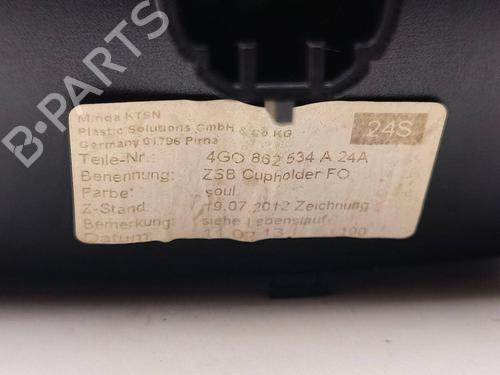 B-PARTS
Minda KTSN
Plastic Solutions GmbH & Co KG
Germany 01796 Pirna
24S
Teile-Nr.: 4G0 862 534 A 24A
Benennung: ZSB Cupholder FO
Farbe: soul
Z-Stand: 19.07.2012 Zeichnung
Bemerkung: siehe Lebenslauf
Datum: